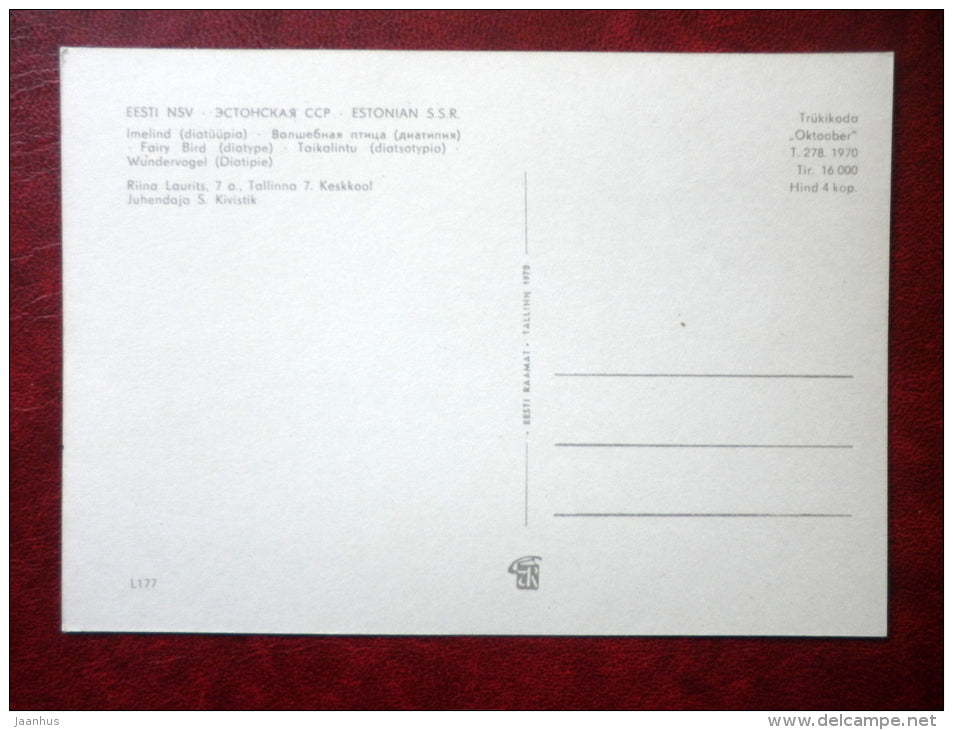 EESTI NSV · ЭСТОНСКАЯ ССР · ESTONIAN S.S.R.
Imelind (diatüüpia) · Волшебная птица (диатипия)
· Fairy Bird (diatype) · Taikalintu (diatsotypia) ·
Wundervogel (Diatipie)
Riina Laurits, 7 a., Tallinna 7. Keskkool
Juhendaja S. Kivistik
Trükikoda
„Oktoober"
T. 278. 1970
Tir. 16 000
Hind 4 kop.
· EESTI RAAMAT · TALLINN 1970
L177
jaanhus
www.delcampe.net